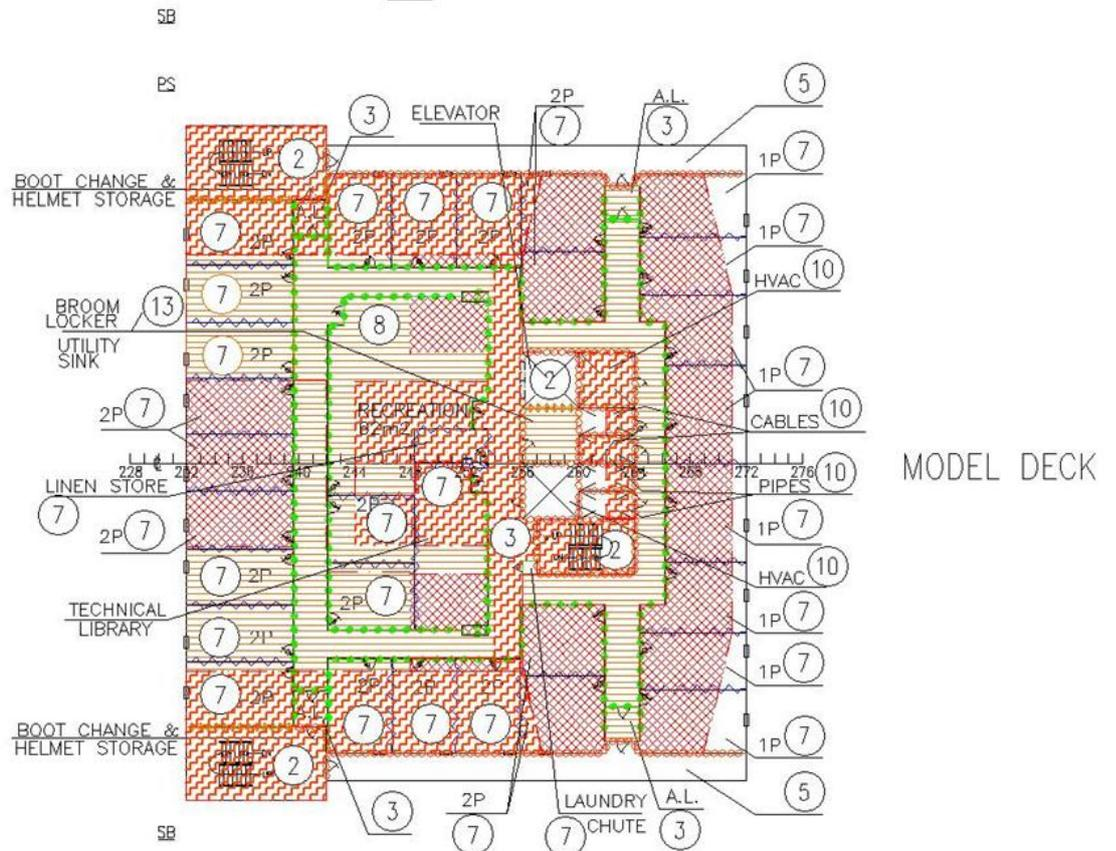 SB
PS
5
2P
A.L.
3
ELEVATOR
7
3
1P 7
2
BOOT CHANGE &
HELMET STORAGE
7
7
7
7 2P
2P
2P
2P
1P 7
HVAC 10
7 2P
BROOM
LOCKER
13
8
UTILITY
SINK
7 2P
2
1P 7
2P 7
RECREATION
62m2
CABLES 10
228
236
240
244
256
260
268
272
276
MODEL DECK
LINEN STORE
7
7
PIPES 10
2P
7
3
1P 7
2P 7
2
HVAC 10
7 2P
2P 7
TECHNICAL
LIBRARY
1P 7
7 2P
1P 7
7 2P
2P
2P
2P
7
7
7
BOOT CHANGE &
HELMET STORAGE
2
1P 7
3
2P
7
LAUNDRY
CHUTE
7
A.L.
3
5
SB